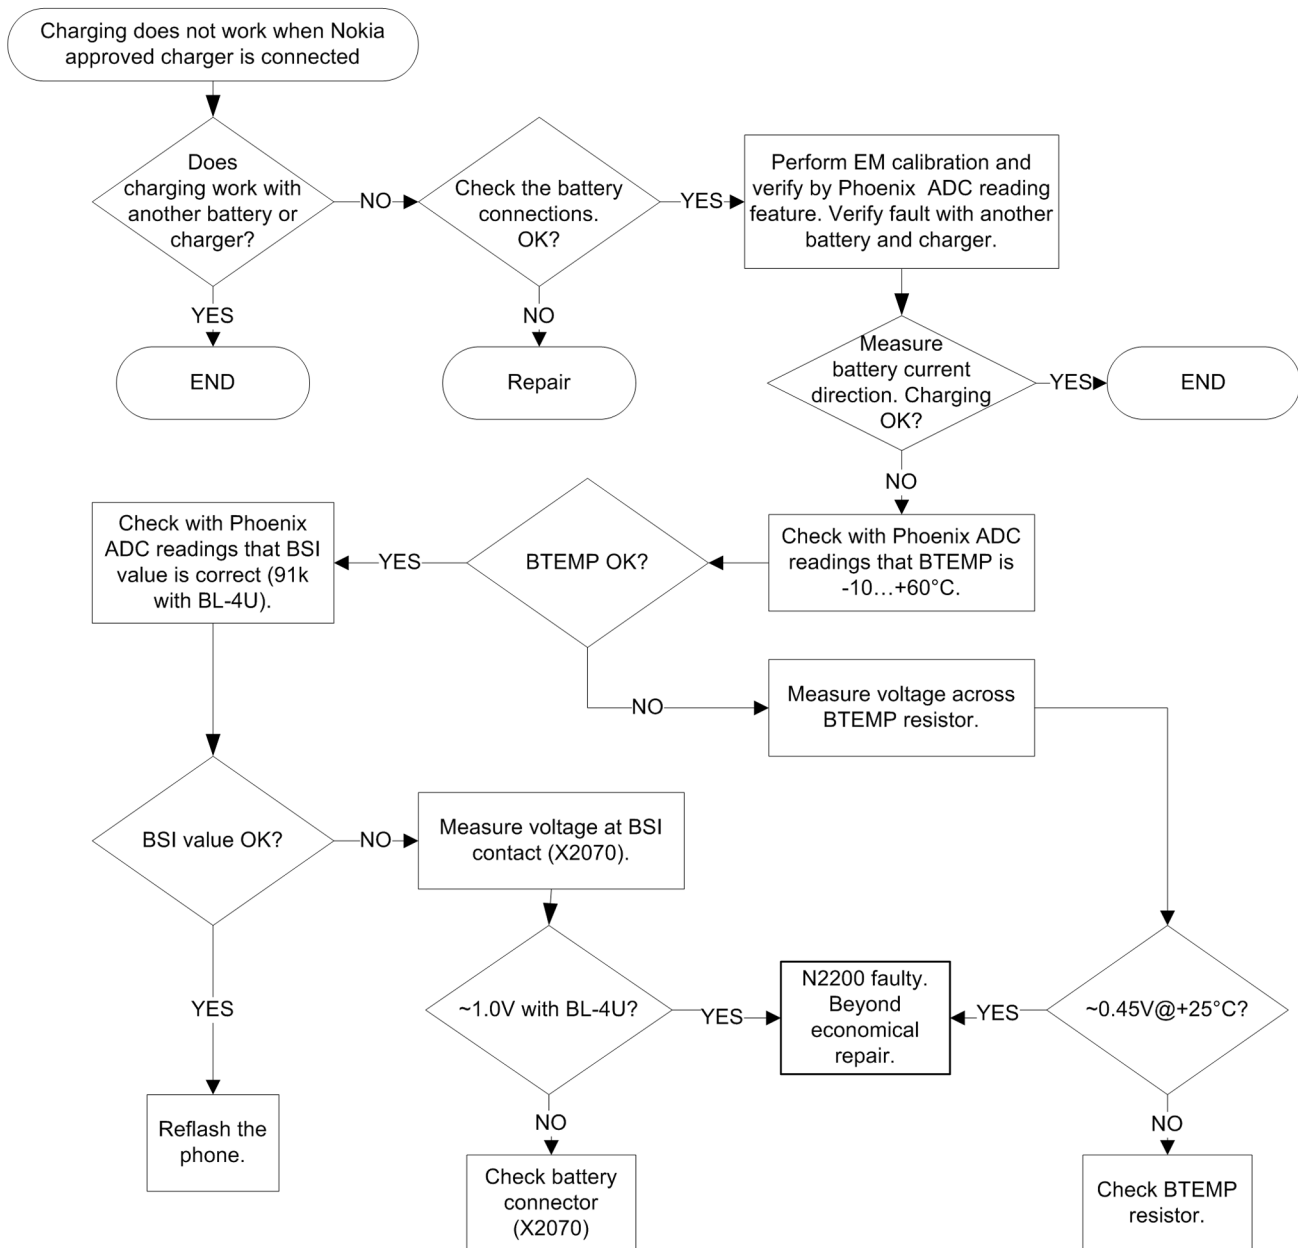 Charging does not work when Nokia
approved charger is connected
Does
charging work with
another battery or
charger?
NO
Check the battery
connections.
OK?
YES
Perform EM calibration and
verify by Phoenix ADC reading
feature. Verify fault with another
battery and charger.
YES
END
NO
Repair
Measure
battery current
direction. Charging
OK?
YES
END
NO
Check with Phoenix ADC
readings that BTEMP is
-10…+60°C.
BTEMP OK?
YES
Check with Phoenix
ADC readings that BSI
value is correct (91k
with BL-4U).
NO
Measure voltage across
BTEMP resistor.
BSI value OK?
NO
Measure voltage at BSI
contact (X2070).
YES
Reflash the
phone.
~1.0V with BL-4U?
YES
N2200 faulty.
Beyond
economical
repair.
YES
~0.45V@+25°C?
NO
Check battery
connector
(X2070)
NO
Check BTEMP
resistor.